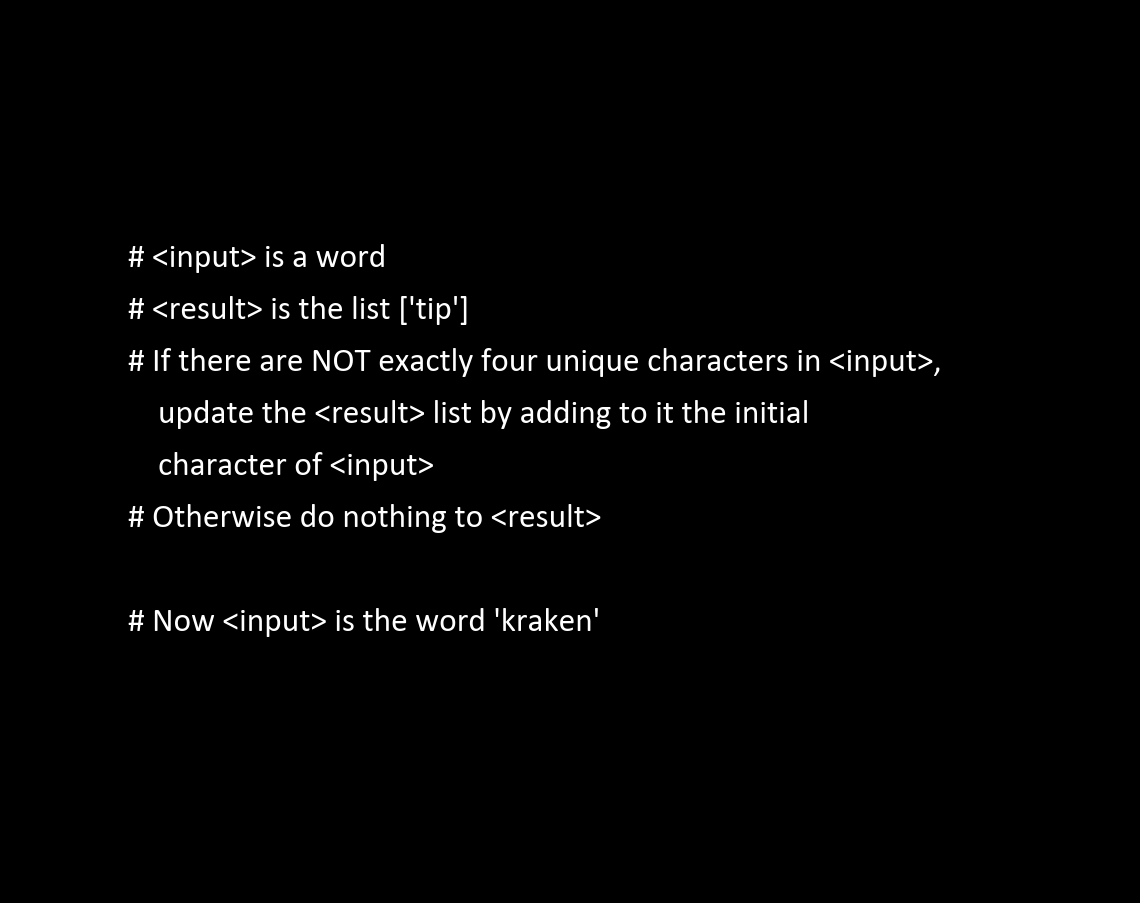 # <input> is a word
# <result> is the list ['tip']
# If there are NOT exactly four unique characters in <input>,
update the <result> list by adding to it the initial
character of <input>
# Otherwise do nothing to <result>
# Now <input> is the word 'kraken'